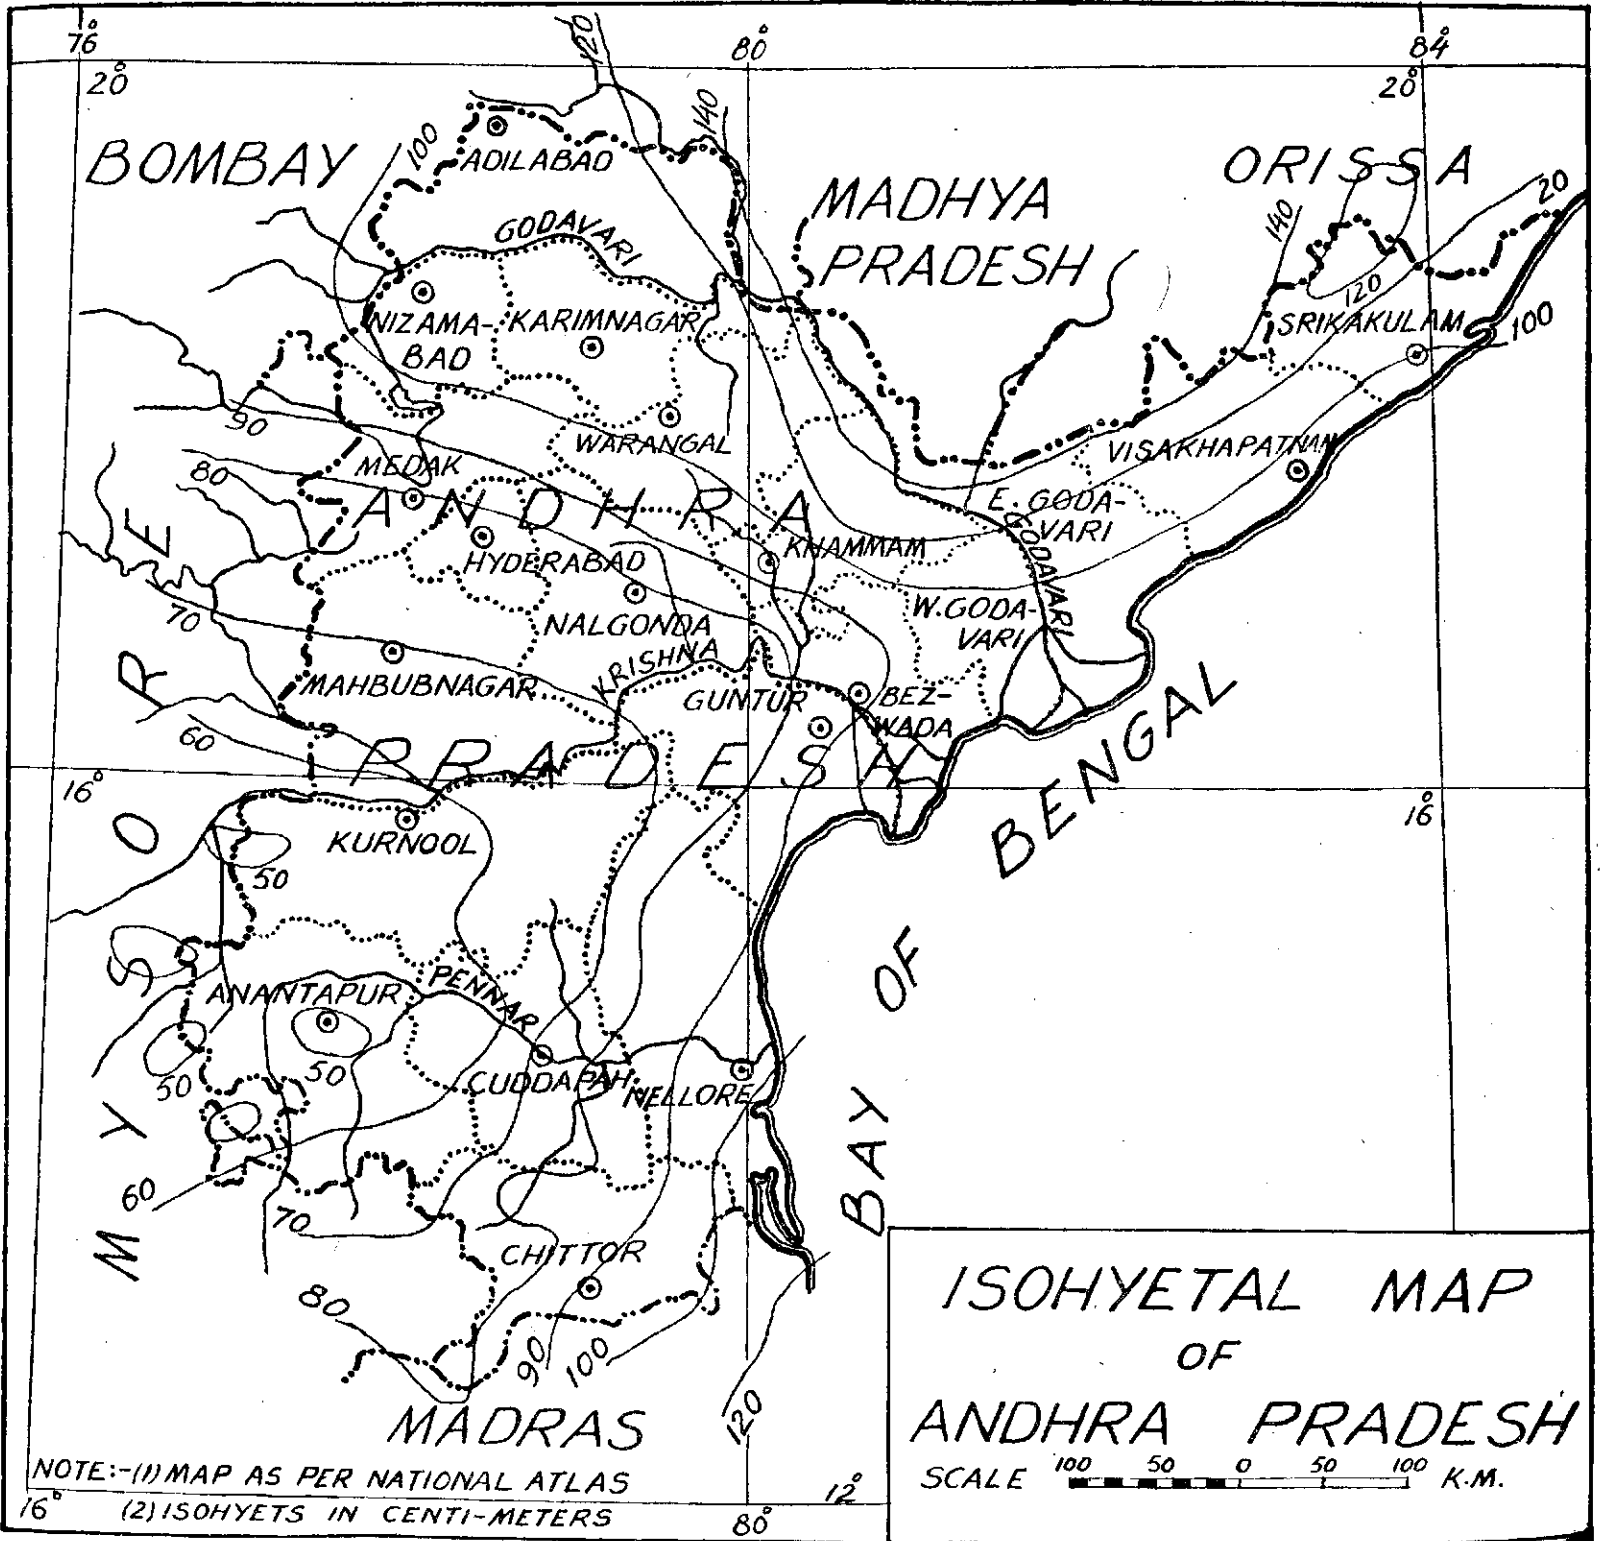 76°
80°
84°
20°
20°
120
140
100
BOMBAY
ADILABAD
MADHYA
PRADESH
ORISSA
140
20
120
GODAVARI
NIZAMA-
BAD
KARIMNAGAR
SRIKAKULAM
100
90
WARANGAL
VISAKHAPATNAM
80
MEDAK
ANDHRA
HYDERABAD
KHAMMAM
E. GODA-
VARI
GODAVARI
70
NALGONDA
W. GODA-
VARI
KRISHNA
MAHBUBNAGAR
GUNTUR
BEZ-
WADA
60
PRADESH
16°
16°
KURNOOL
50
MYSORE
BAY OF BENGAL
ANANTAPUR
PENNAR
50
50
CUDDAPAH
NELLORE
60
70
CHITTOR
80
90
100
120
MADRAS
ISOHYETAL MAP
OF
ANDHRA PRADESH
SCALE 100 50 0 50 100 K.M.
NOTE:-(1) MAP AS PER NATIONAL ATLAS
(2) ISOHYETS IN CENTI-METERS
16°
80°
12°